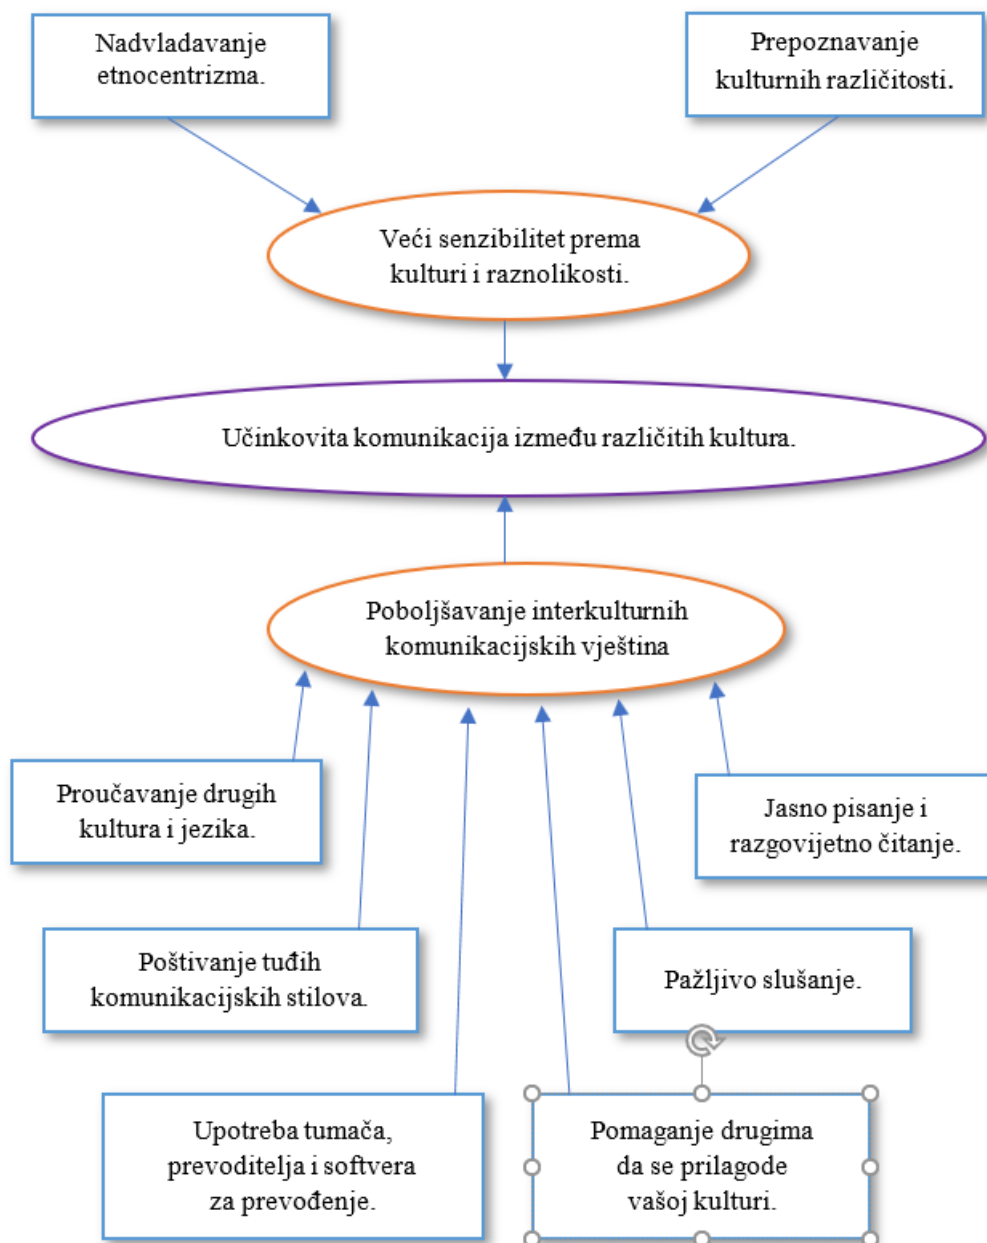 Nadvladavanje
etnocentrizma.
Prepoznavanje
kulturnih različitosti.
Veći senzibilitet prema
kulturi i raznolikosti.
Učinkovita komunikacija između različitih kultura.
Poboljšavanje interkulturnih
komunikacijskih vještina
Proučavanje drugih
kultura i jezika.
Jasno pisanje i
razgovijetno čitanje.
Poštivanje tuđih
komunikacijskih stilova.
Pažljivo slušanje.
Upotreba tumača,
prevoditelja i softvera
za prevođenje.
Pomaganje drugima
da se prilagode
vašoj kulturi.